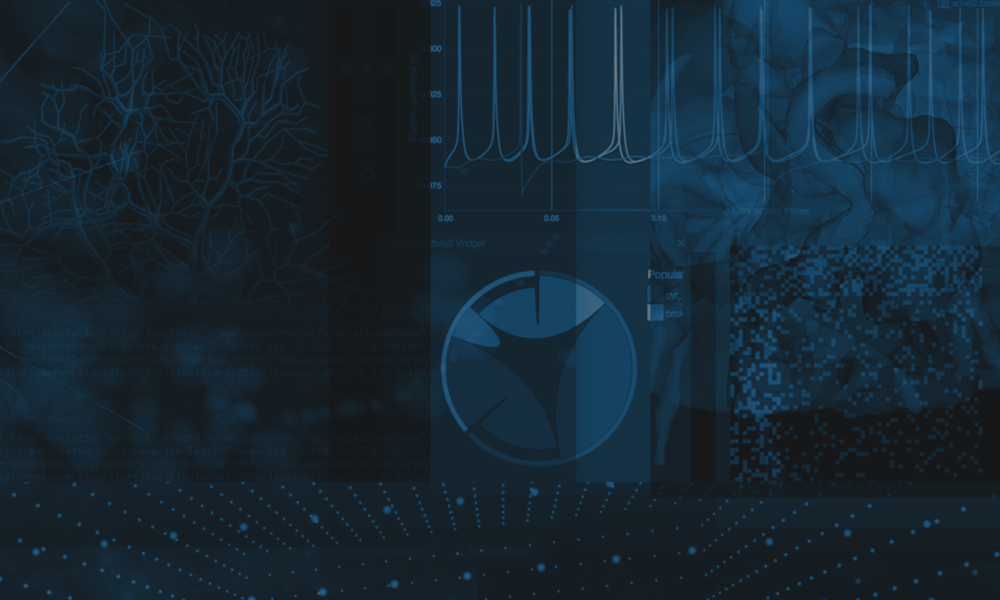 0.025
acnet2.baske
0.000
Electric potential (V)
-0.025
-0.050
-0.075
0.00
0.05
0.10
Connectivity matrix
Connectivity2 Widget
Populat
pyr_
bask
Console
> <tns:simulation xmlns:tns="http://www.openworm.org/simulationSchema"
/src/main/resources/schema/simulationSchema.xsd "> <tns:configuration>
</tns:modelInterpreter> <tns:modelURL>http://www.opensourcebrain.org/p
lator>neuroMLSimulator</tns:simulator> <tns:id>example1</tns:id> </tns:
> <tns:simulation xmlns:tns="http://www.openworm.org/simulationSchema"
/src/main/resources/schema/simulationSchema.xsd "> <tns:configuration>
</tns:modelInterpreter> <tns:modelURL>http://www.opensourcebrain.org/p
lator>neuroMLSimulator</tns:simulator> <tns:id>example1</tns:id> </tns:
Console
Experiments